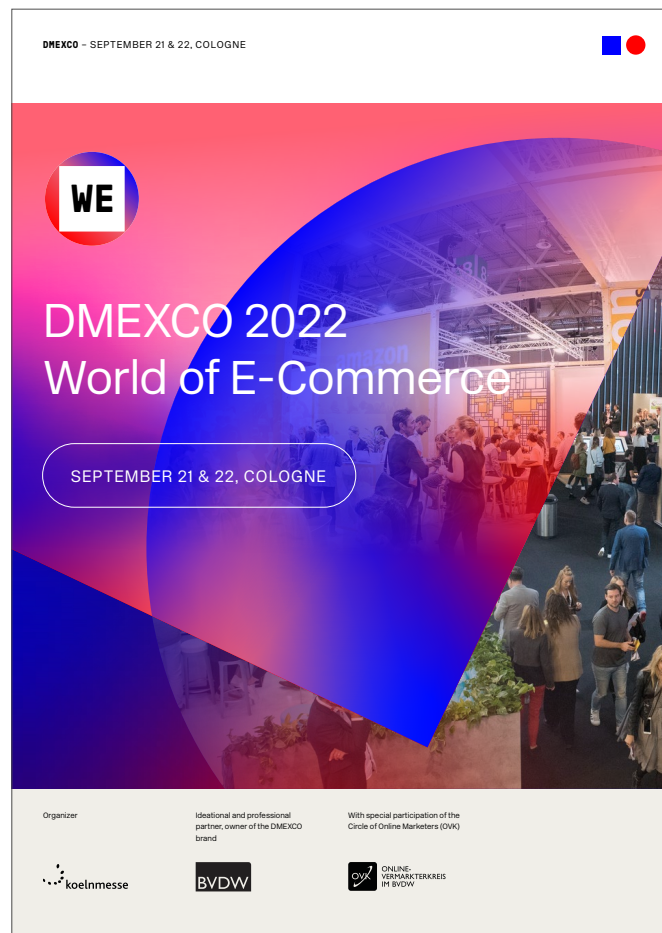 DMEXCO – SEPTEMBER 21 & 22, COLOGNE
WE
DMEXCO 2022
World of E-Commerce
amazon
SEPTEMBER 21 & 22, COLOGNE
Organizer
Ideational and professional
partner, owner of the DMEXCO
brand
With special participation of the
Circle of Online Marketers (OVK)
koelnmesse
BVDW
OVK
ONLINE-
VERMARKTERKREIS
IM BVDW